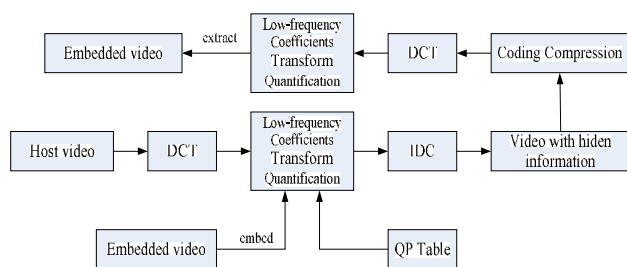 Embedded video
extract
Low-frequency
Coefficients
Transform
Quantification
DCT
Coding Compression
Host video
DCT
Low-frequency
Coefficients
Transform
Quantification
IDC
Video with hiden
information
Embedded video
embed
QP Table